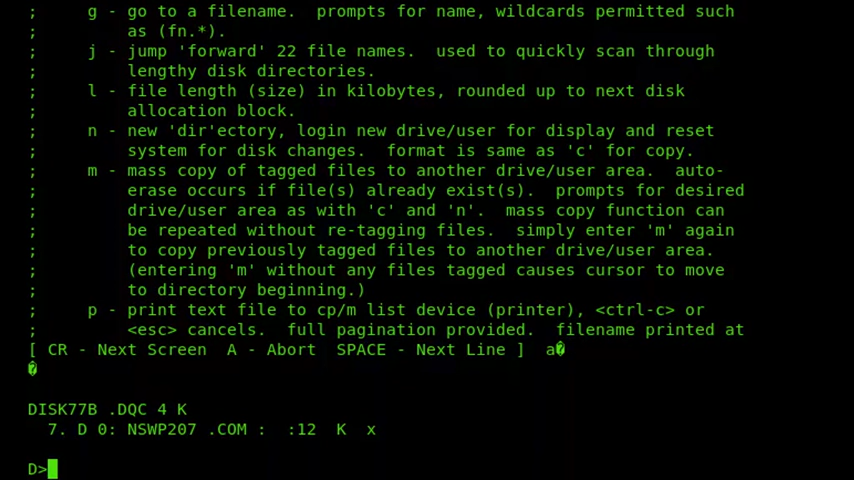 ;      g - go to a filename.  prompts for name, wildcards permitted such
;          as (fn.*).
;      j - jump 'forward' 22 file names.  used to quickly scan through
;          lengthy disk directories.
;      l - file length (size) in kilobytes, rounded up to next disk
;          allocation block.
;      n - new 'dir'ectory, login new drive/user for display and reset
;          system for disk changes.  format is same as 'c' for copy.
;      m - mass copy of tagged files to another drive/user area.  auto-
;          erase occurs if file(s) already exist(s).  prompts for desired
;          drive/user area as with 'c' and 'n'.  mass copy function can
;          be repeated without re-tagging files.  simply enter 'm' again
;          to copy previously tagged files to another drive/user area.
;          (entering 'm' without any files tagged causes cursor to move
;          to directory beginning.)
;      p - print text file to cp/m list device (printer), <ctrl-c> or
;          <esc> cancels.  full pagination provided.  filename printed at
[ CR - Next Screen  A - Abort  SPACE - Next Line ]  a�
�
DISK77B .DQC 4 K
  7. D 0: NSWP207 .COM :  :12  K  x
D>